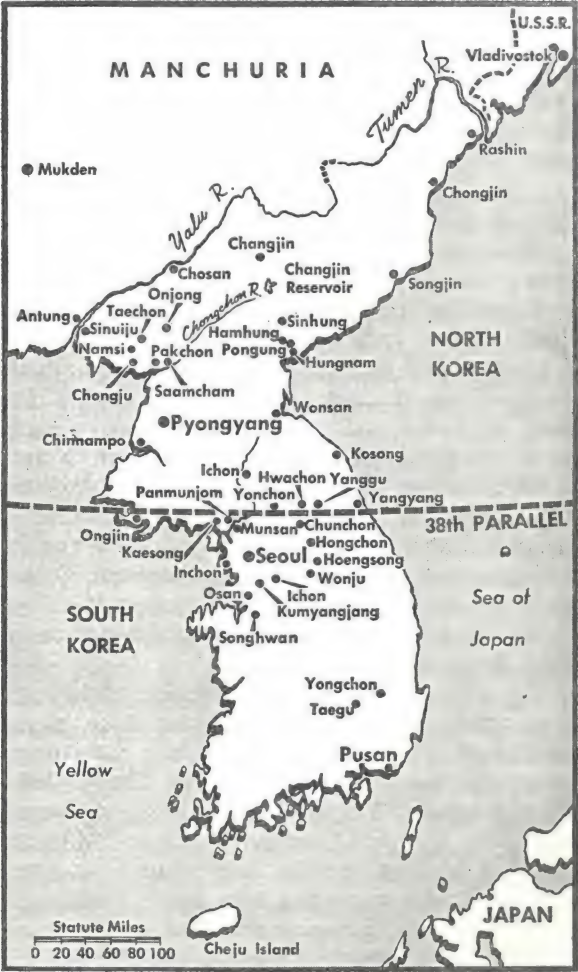 U.S.S.R.
Vladivostok
MANCHURIA
Tumen R.
Rashin
Mukden
Chongjin
Yalu R.
Changjin
Chosan
Changjin
Reservoir
Songjin
Onjong
Chongchon R.
Taechon
Antung
Sinuiju
Sinhung
Hamhung
NORTH
KOREA
Namsi
Pakchon
Pongung
Hungnam
Chongju
Saamcham
Wonsan
Pyongyang
Chinnampo
Kosong
Ichon
Hwachon
Yanggu
Panmunjom
Yonchon
Yangyang
38th PARALLEL
Ongjin
Munsan
Chunchon
Kaesong
Hongchon
Seoul
Hoengsong
Inchon
Wonju
Osan
Ichon
Kumyangjang
Sea of
Japan
SOUTH
KOREA
Songhwan
Yongchon
Taegu
Pusan
Yellow
Sea
JAPAN
Statute Miles
0 20 40 60 80 100
Cheju Island